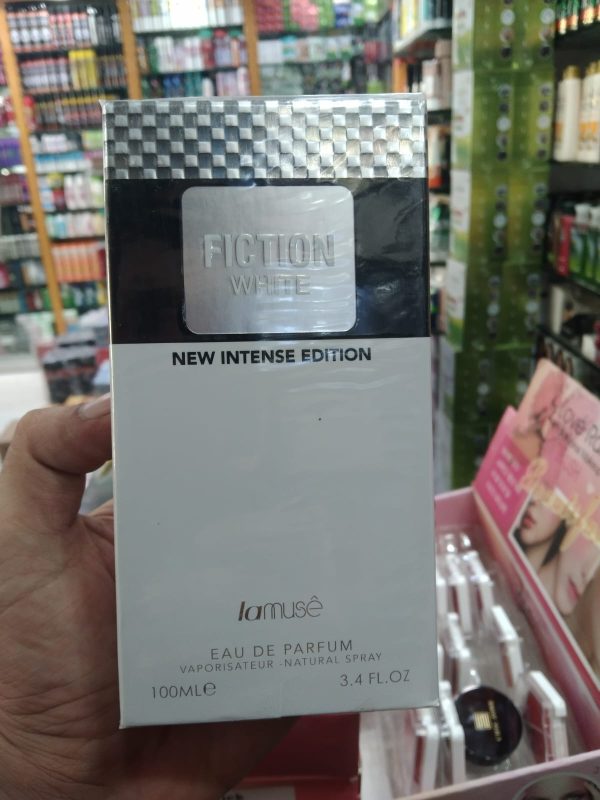 FICTION
WHITE
NEW INTENSE EDITION
lamusê
EAU DE PARFUM
VAPORISATEUR - NATURAL SPRAY
100ML℮
3.4 FL.OZ